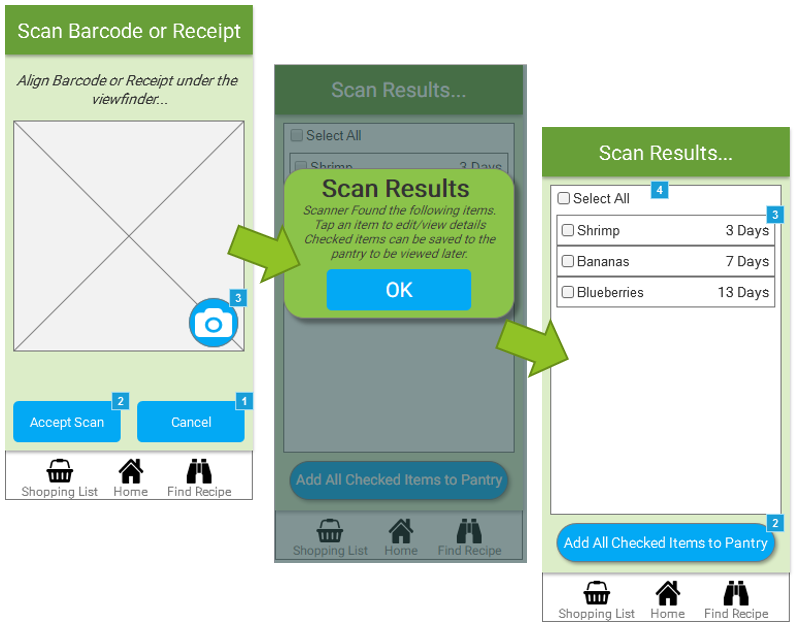 Scan Barcode or Receipt
Align Barcode or Receipt under the
viewfinder...
3
2
1
Accept Scan
Cancel
Shopping List
Home
Find Recipe
Scan Results...
Select All
Shrimp 3 Days
Scan Results
Scanner Found the following items.
Tap an item to edit/view details
Checked items can be saved to the
pantry to be viewed later.
OK
Add All Checked Items to Pantry
Shopping List
Home
Find Recipe
Scan Results...
4
Select All
3
Shrimp 3 Days
Bananas 7 Days
Blueberries 13 Days
2
Add All Checked Items to Pantry
Shopping List
Home
Find Recipe